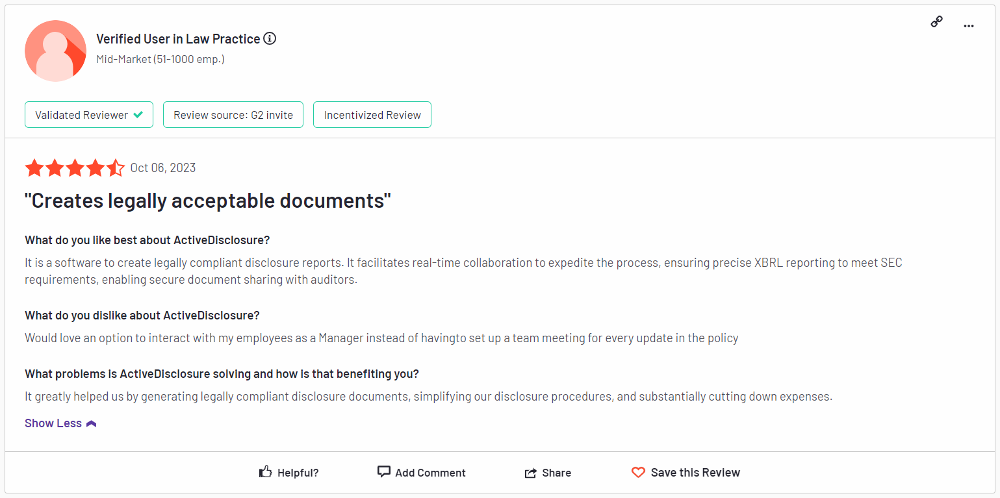 Verified User in Law Practice
Mid-Market (51-1000 emp.)
Validated Reviewer
Review source: G2 invite
Incentivized Review
Oct 06, 2023
"Creates legally acceptable documents"
What do you like best about ActiveDisclosure?
It is a software to create legally compliant disclosure reports. It facilitates real-time collaboration to expedite the process, ensuring precise XBRL reporting to meet SEC
requirements, enabling secure document sharing with auditors.
What do you dislike about ActiveDisclosure?
Would love an option to interact with my employees as a Manager instead of havingto set up a team meeting for every update in the policy
What problems is ActiveDisclosure solving and how is that benefiting you?
It greatly helped us by generating legally compliant disclosure documents, simplifying our disclosure procedures, and substantially cutting down expenses.
Show Less
Helpful?
Add Comment
Share
Save this Review